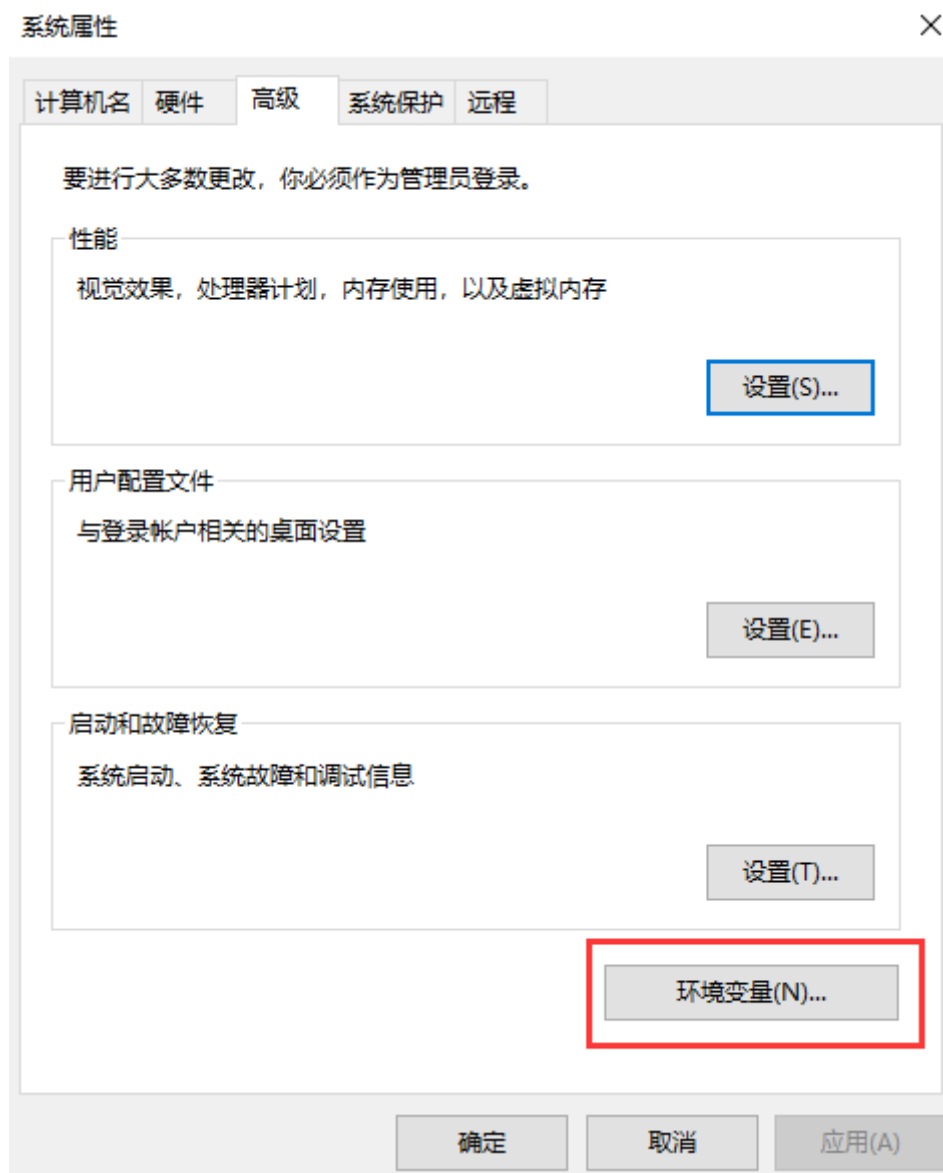 系统属性
计算机名 硬件 高级 系统保护 远程
要进行大多数更改，你必须作为管理员登录。
性能
视觉效果，处理器计划，内存使用，以及虚拟内存
设置(S)...
用户配置文件
与登录帐户相关的桌面设置
设置(E)...
启动和故障恢复
系统启动、系统故障和调试信息
设置(T)...
环境变量(N)...
确定 取消 应用(A)